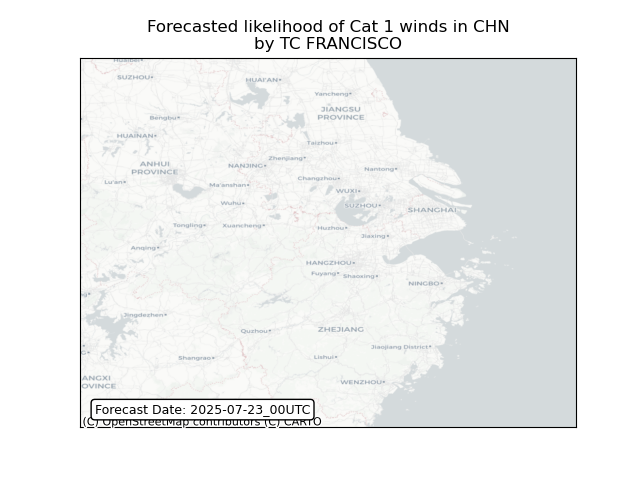 Forecasted likelihood of Cat 1 winds in CHN
by TC FRANCISCO
SUZHOU
HUAI'AN
Yancheng
JIANGSU
PROVINCE
Bengbu
HUAINAN
Taizhou
ANHUI
PROVINCE
NANJING
Zhenjiang
Nantong
Lu'an
Ma'anshan
Changzhou
WUXI
Wuhu
SUZHOU
SHANGHAI
Tongling
Xuancheng
Huzhou
Jiaxing
Anqing
HANGZHOU
Fuyang
Shaoxing
NINGBO
Jingdezhen
Quzhou
ZHEJIANG
Shangrao
Lishui
Jiaojiang District
ANGXI
OVINCE
WENZHOU
Forecast Date: 2025-07-23_00UTC
(C) OpenStreetMap contributors (C) CARTO